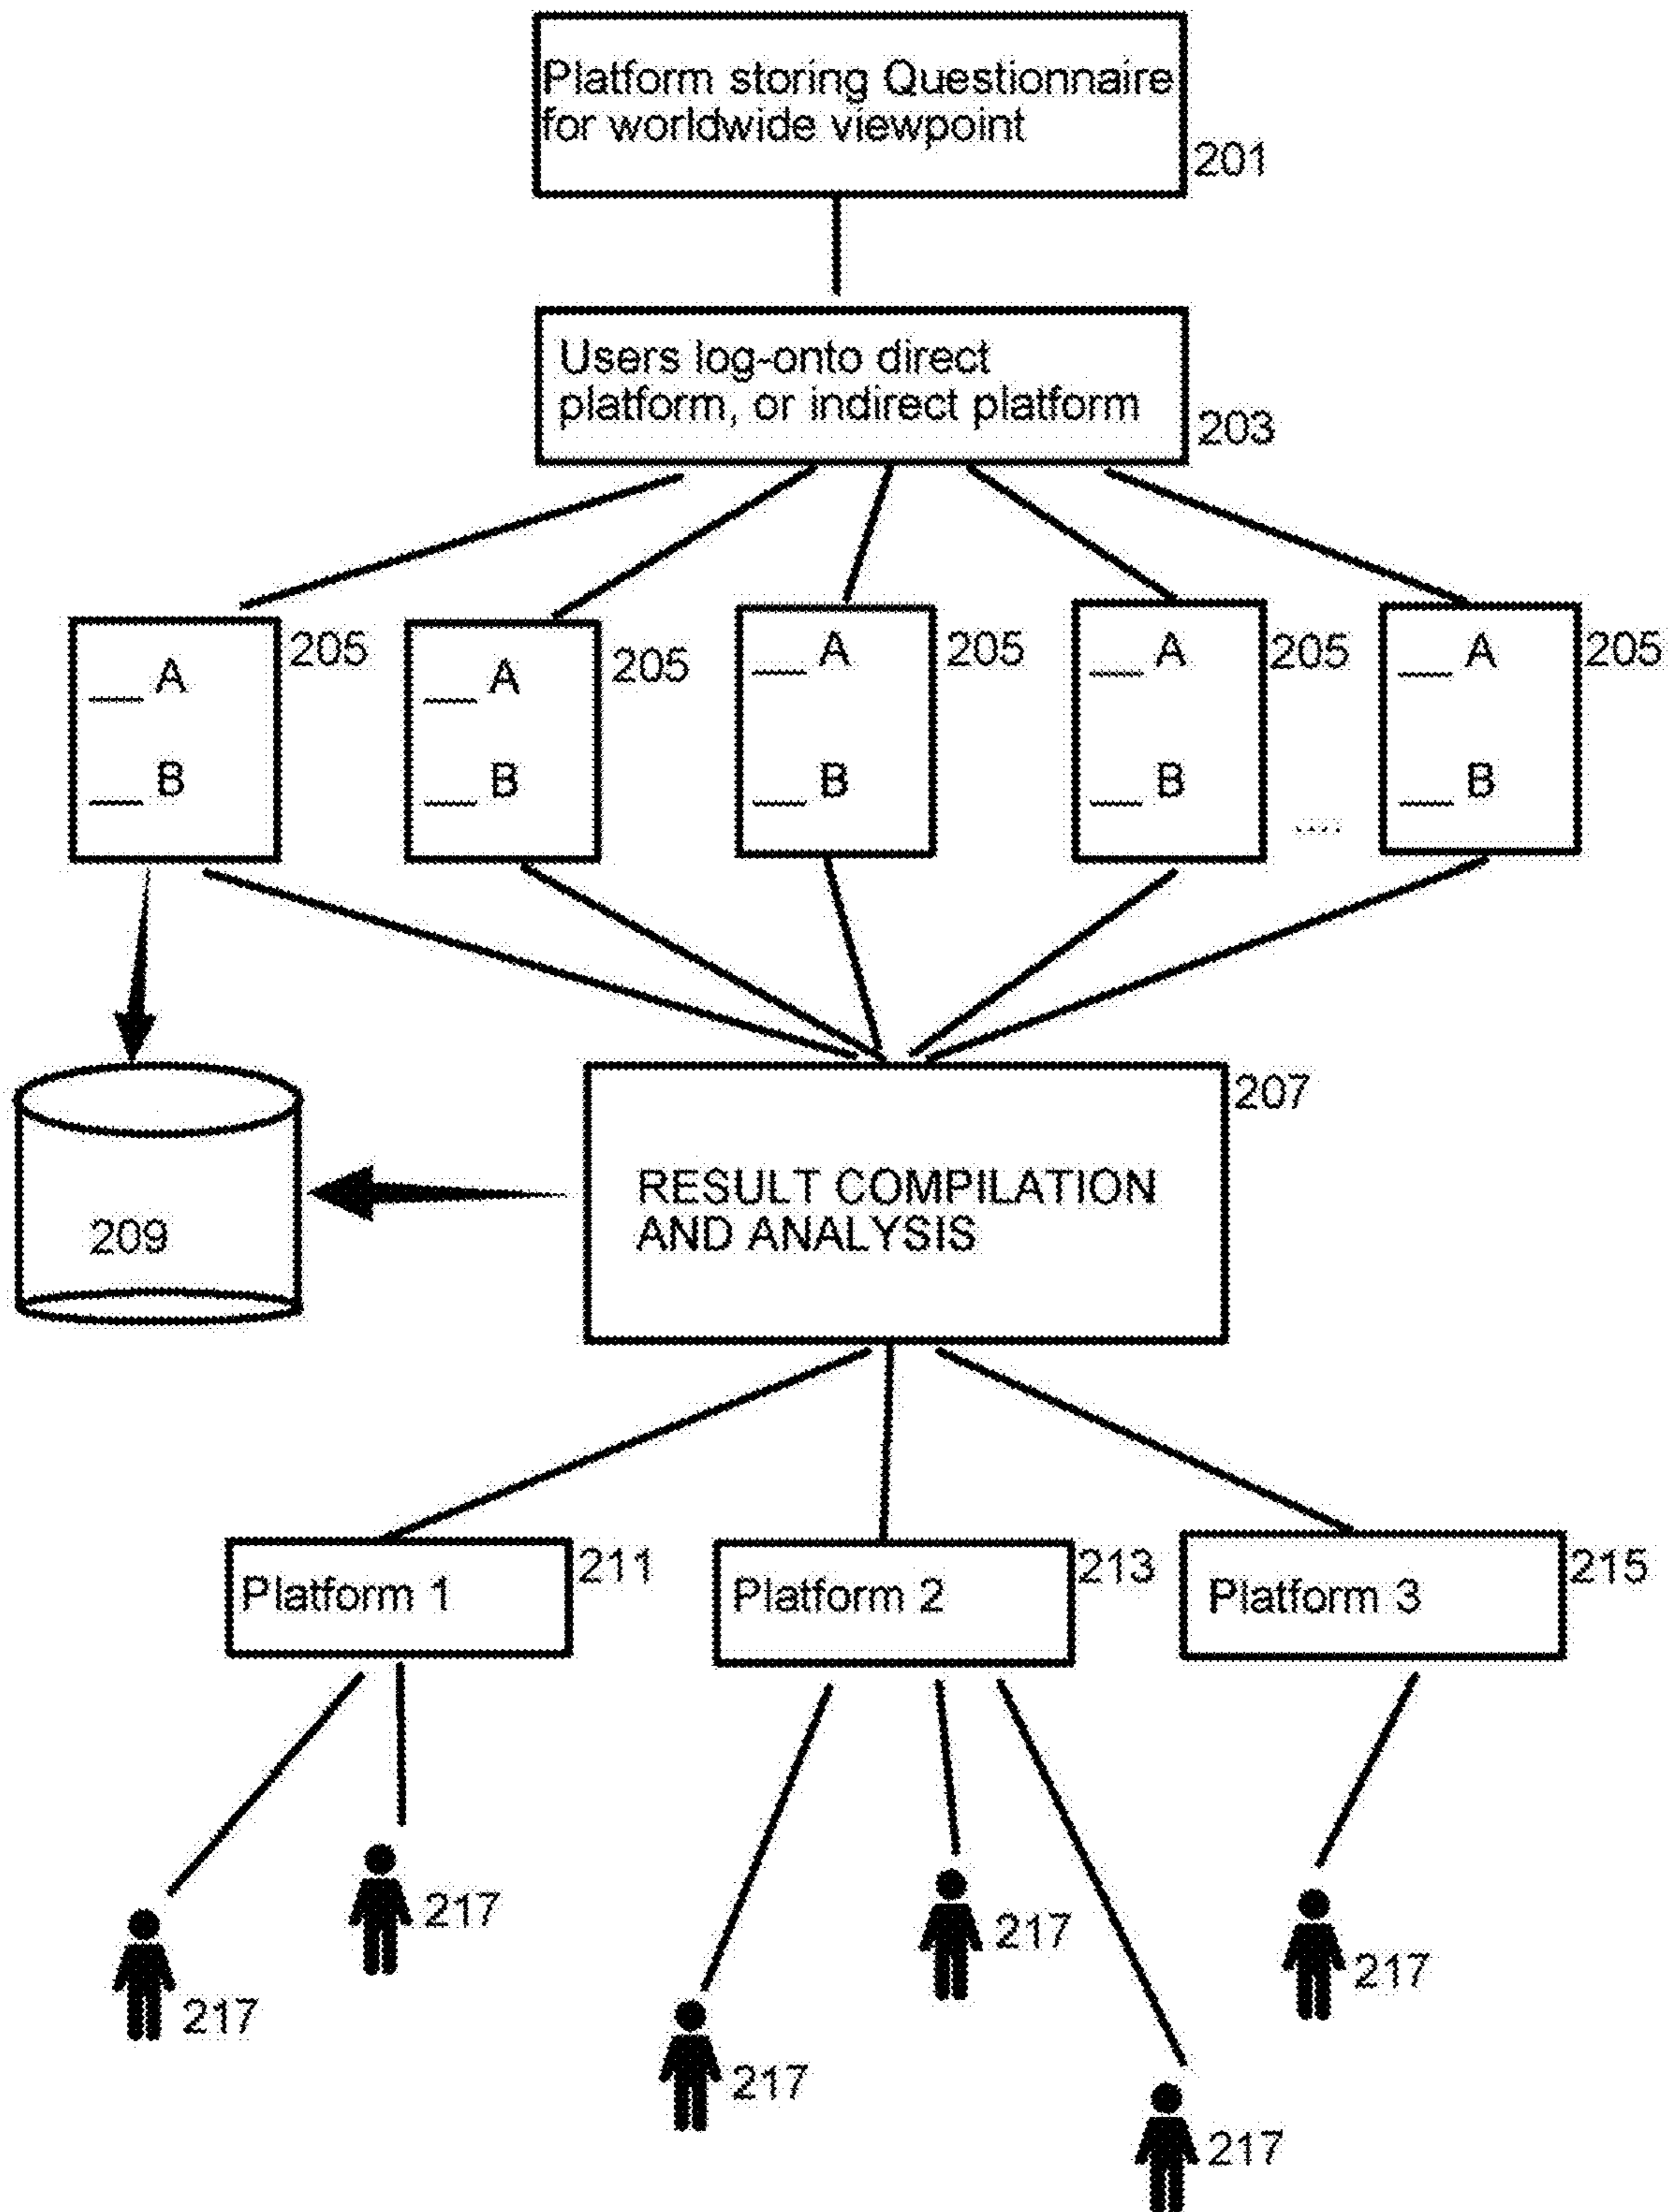 Platform storing Questionnaire
for worldwide viewpoint
201
Users log-onto direct
platform, or indirect platform
203
205
205
205
205
205
__ A
__ A
__ A
__ A
__ A
__ B
__ B
__ B
__ B
....
__ B
207
RESULT COMPILATION
AND ANALYSIS
209
211
213
215
Platform 1
Platform 2
Platform 3
217
217
217
217
217
217